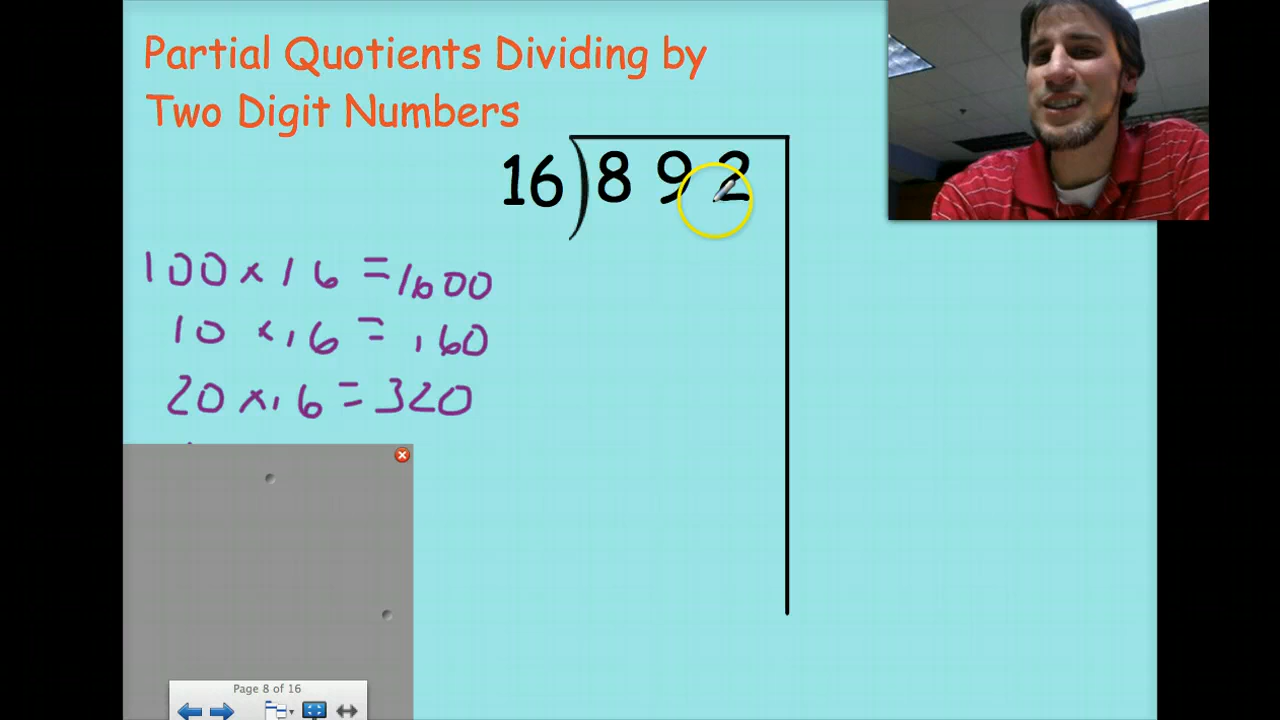 Partial Quotients Dividing by
Two Digit Numbers
16)892
100 × 16 = 1600
10 × 16 = 160
20 × 16 = 320
Page 8 of 16